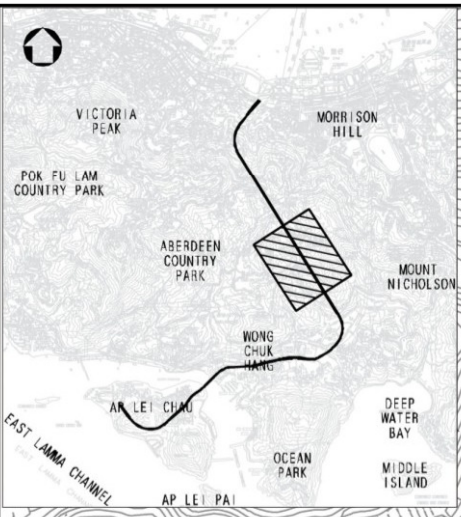 VICTORIA
PEAK
MORRISON
HILL
POK FU LAM
COUNTRY PARK
ABERDEEN
COUNTRY
PARK
MOUNT
NICHOLSON
WONG
CHUK
HANG
AP LEI CHAU
DEEP
WATER
BAY
EAST LAMMA CHANNEL
OCEAN
PARK
MIDDLE
ISLAND
AP LEI PAI